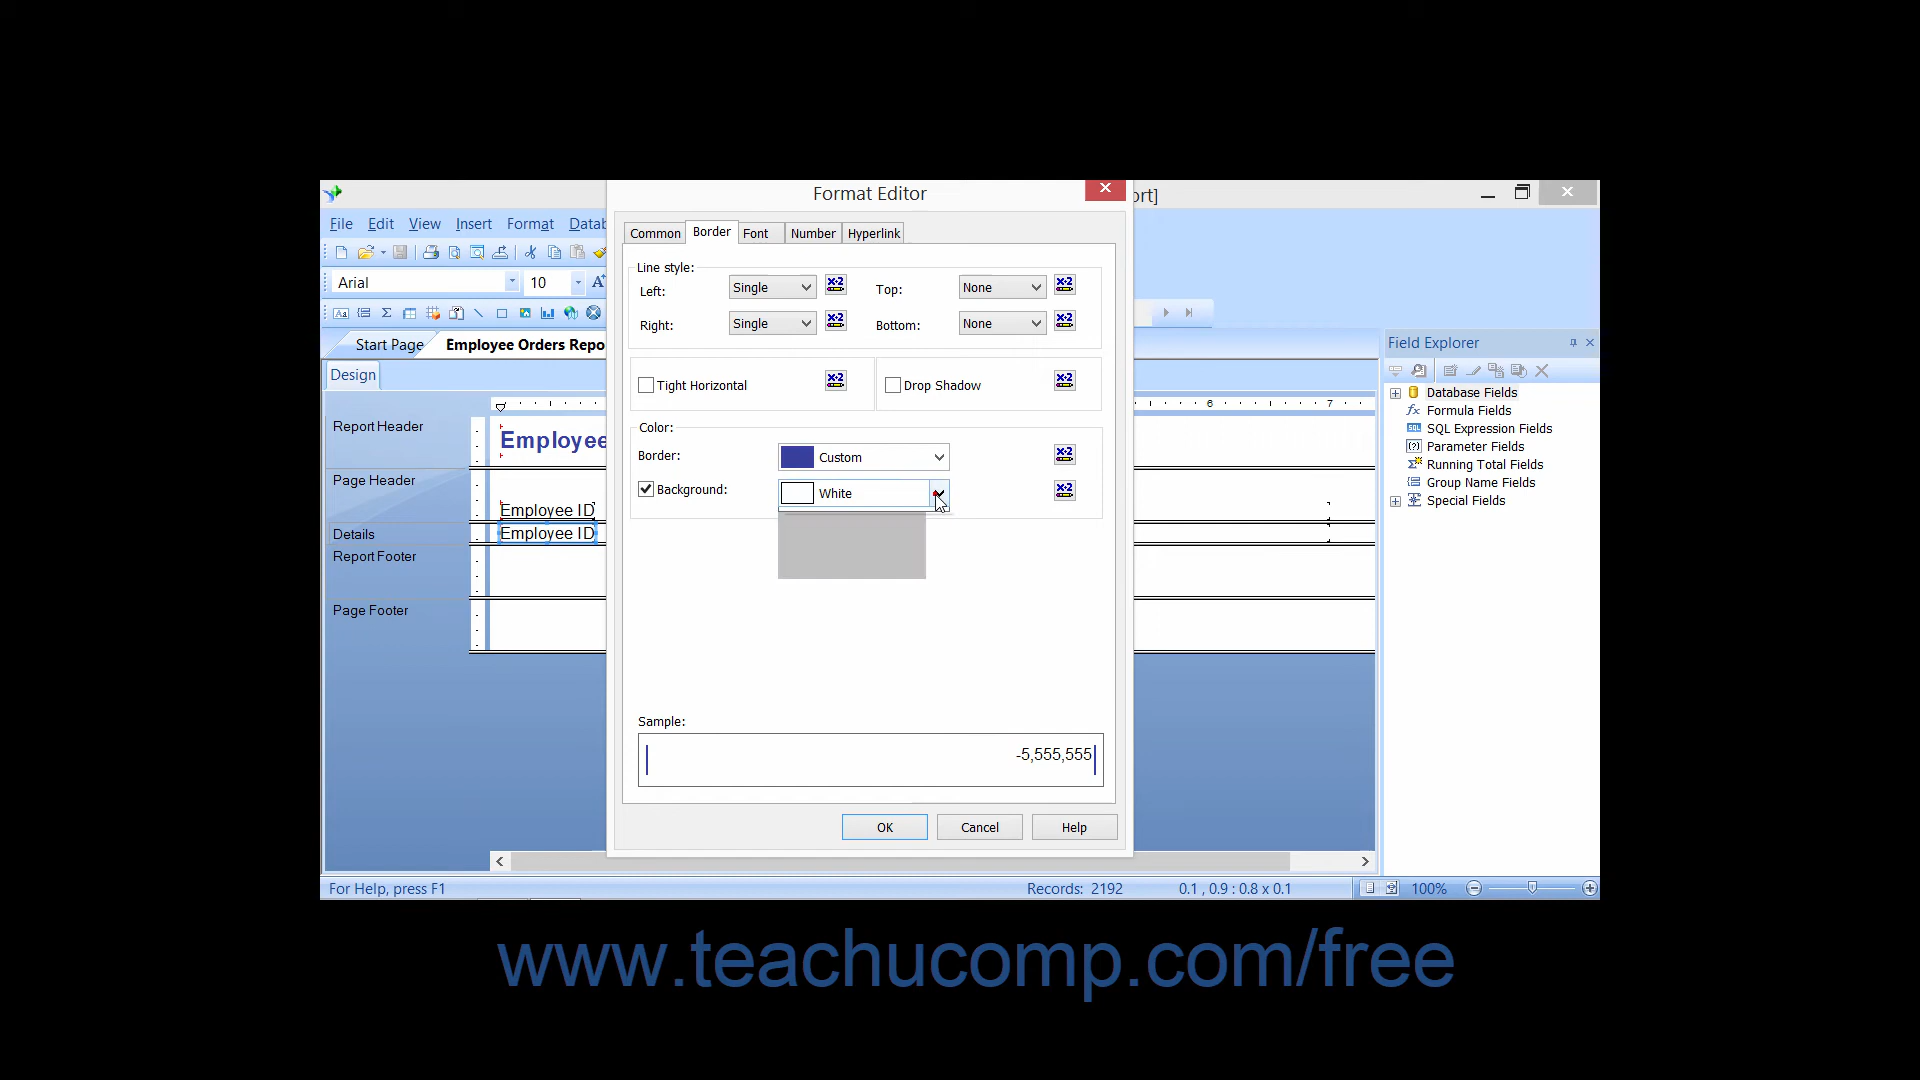 Format Editor
ort]
File Edit View Insert Format Datab
Common Border Font Number Hyperlink
Arial 10
Line style:
Left: Single Top: None
Right: Single Bottom: None
Start Page Employee Orders Repo
Field Explorer
Design
Tight Horizontal Drop Shadow
Database Fields
Formula Fields
SQL Expression Fields
Parameter Fields
Running Total Fields
Group Name Fields
Special Fields
6 7
Report Header
Employee
Color:
Border: Custom
Background: White
Page Header
Employee ID
Details
Employee ID
Report Footer
Page Footer
Sample:
-5,555,555
OK Cancel Help
For Help, press F1 Records: 2192 0.1 , 0.9 : 0.8 x 0.1 100%
www.teachucomp.com/free